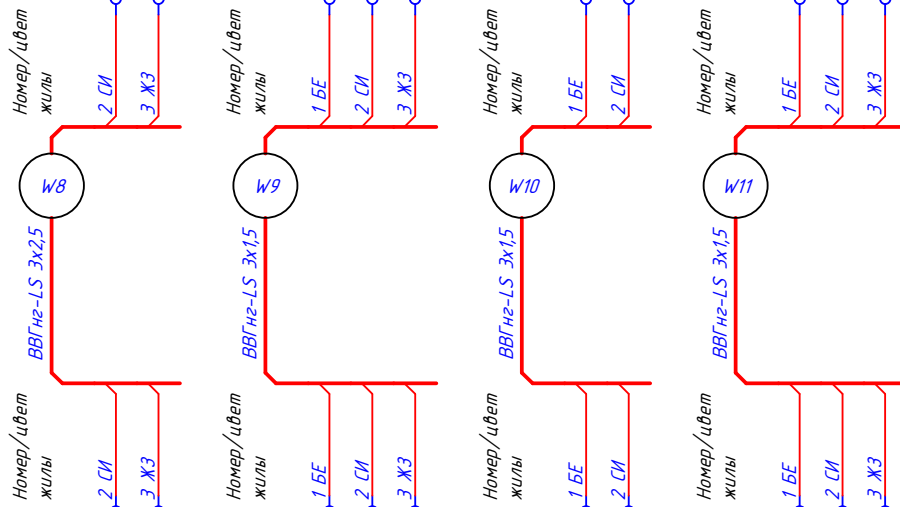 Номер/цвет
жилы
2 СИ
3 ЖЗ
Номер/цвет
жилы
1 БЕ
2 СИ
3 ЖЗ
Номер/цвет
жилы
1 БЕ
2 СИ
Номер/цвет
жилы
1 БЕ
2 СИ
3 ЖЗ
W8
W9
W10
W11
ВВГнг-LS 3х2,5
ВВГнг-LS 3х1,5
ВВГнг-LS 3х1,5
ВВГнг-LS 3х1,5
Номер/цвет
жилы
2 СИ
3 ЖЗ
Номер/цвет
жилы
1 БЕ
2 СИ
3 ЖЗ
Номер/цвет
жилы
1 БЕ
2 СИ
Номер/цвет
жилы
1 БЕ
2 СИ
3 ЖЗ